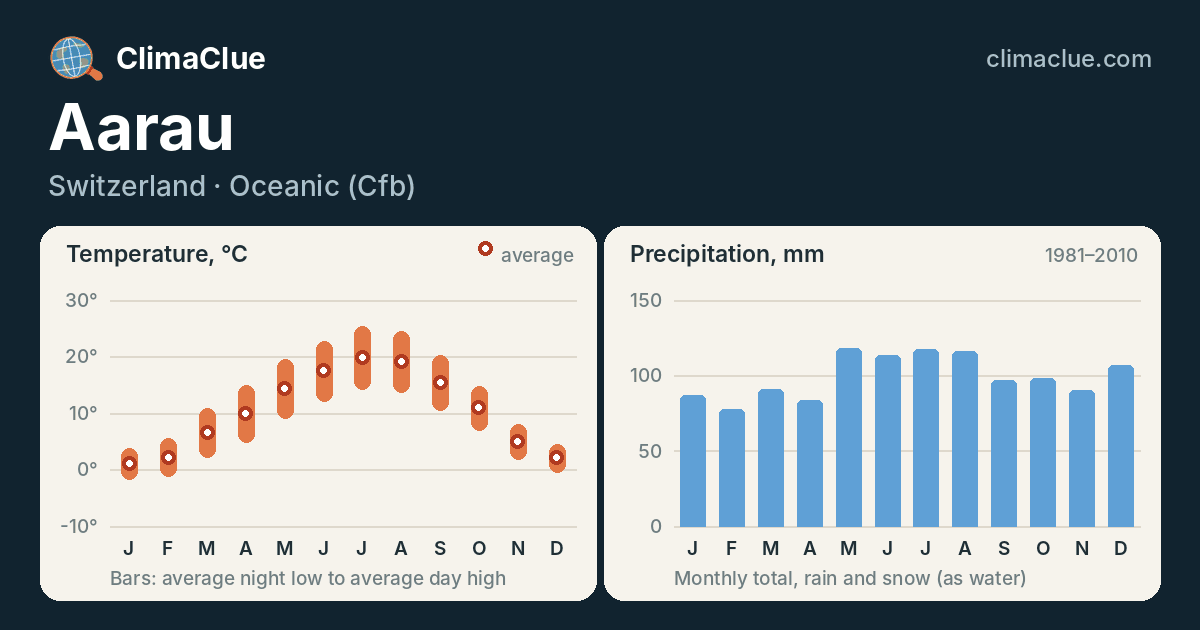 ClimaClue
climaclue.com
Aarau
Switzerland · Oceanic (Cfb)
Temperature, °C
average
30°
20°
10°
0°
-10°
J F M A M J J A S O N D
Bars: average night low to average day high
Precipitation, mm
1981–2010
150
100
50
0
J F M A M J J A S O N D
Monthly total, rain and snow (as water)